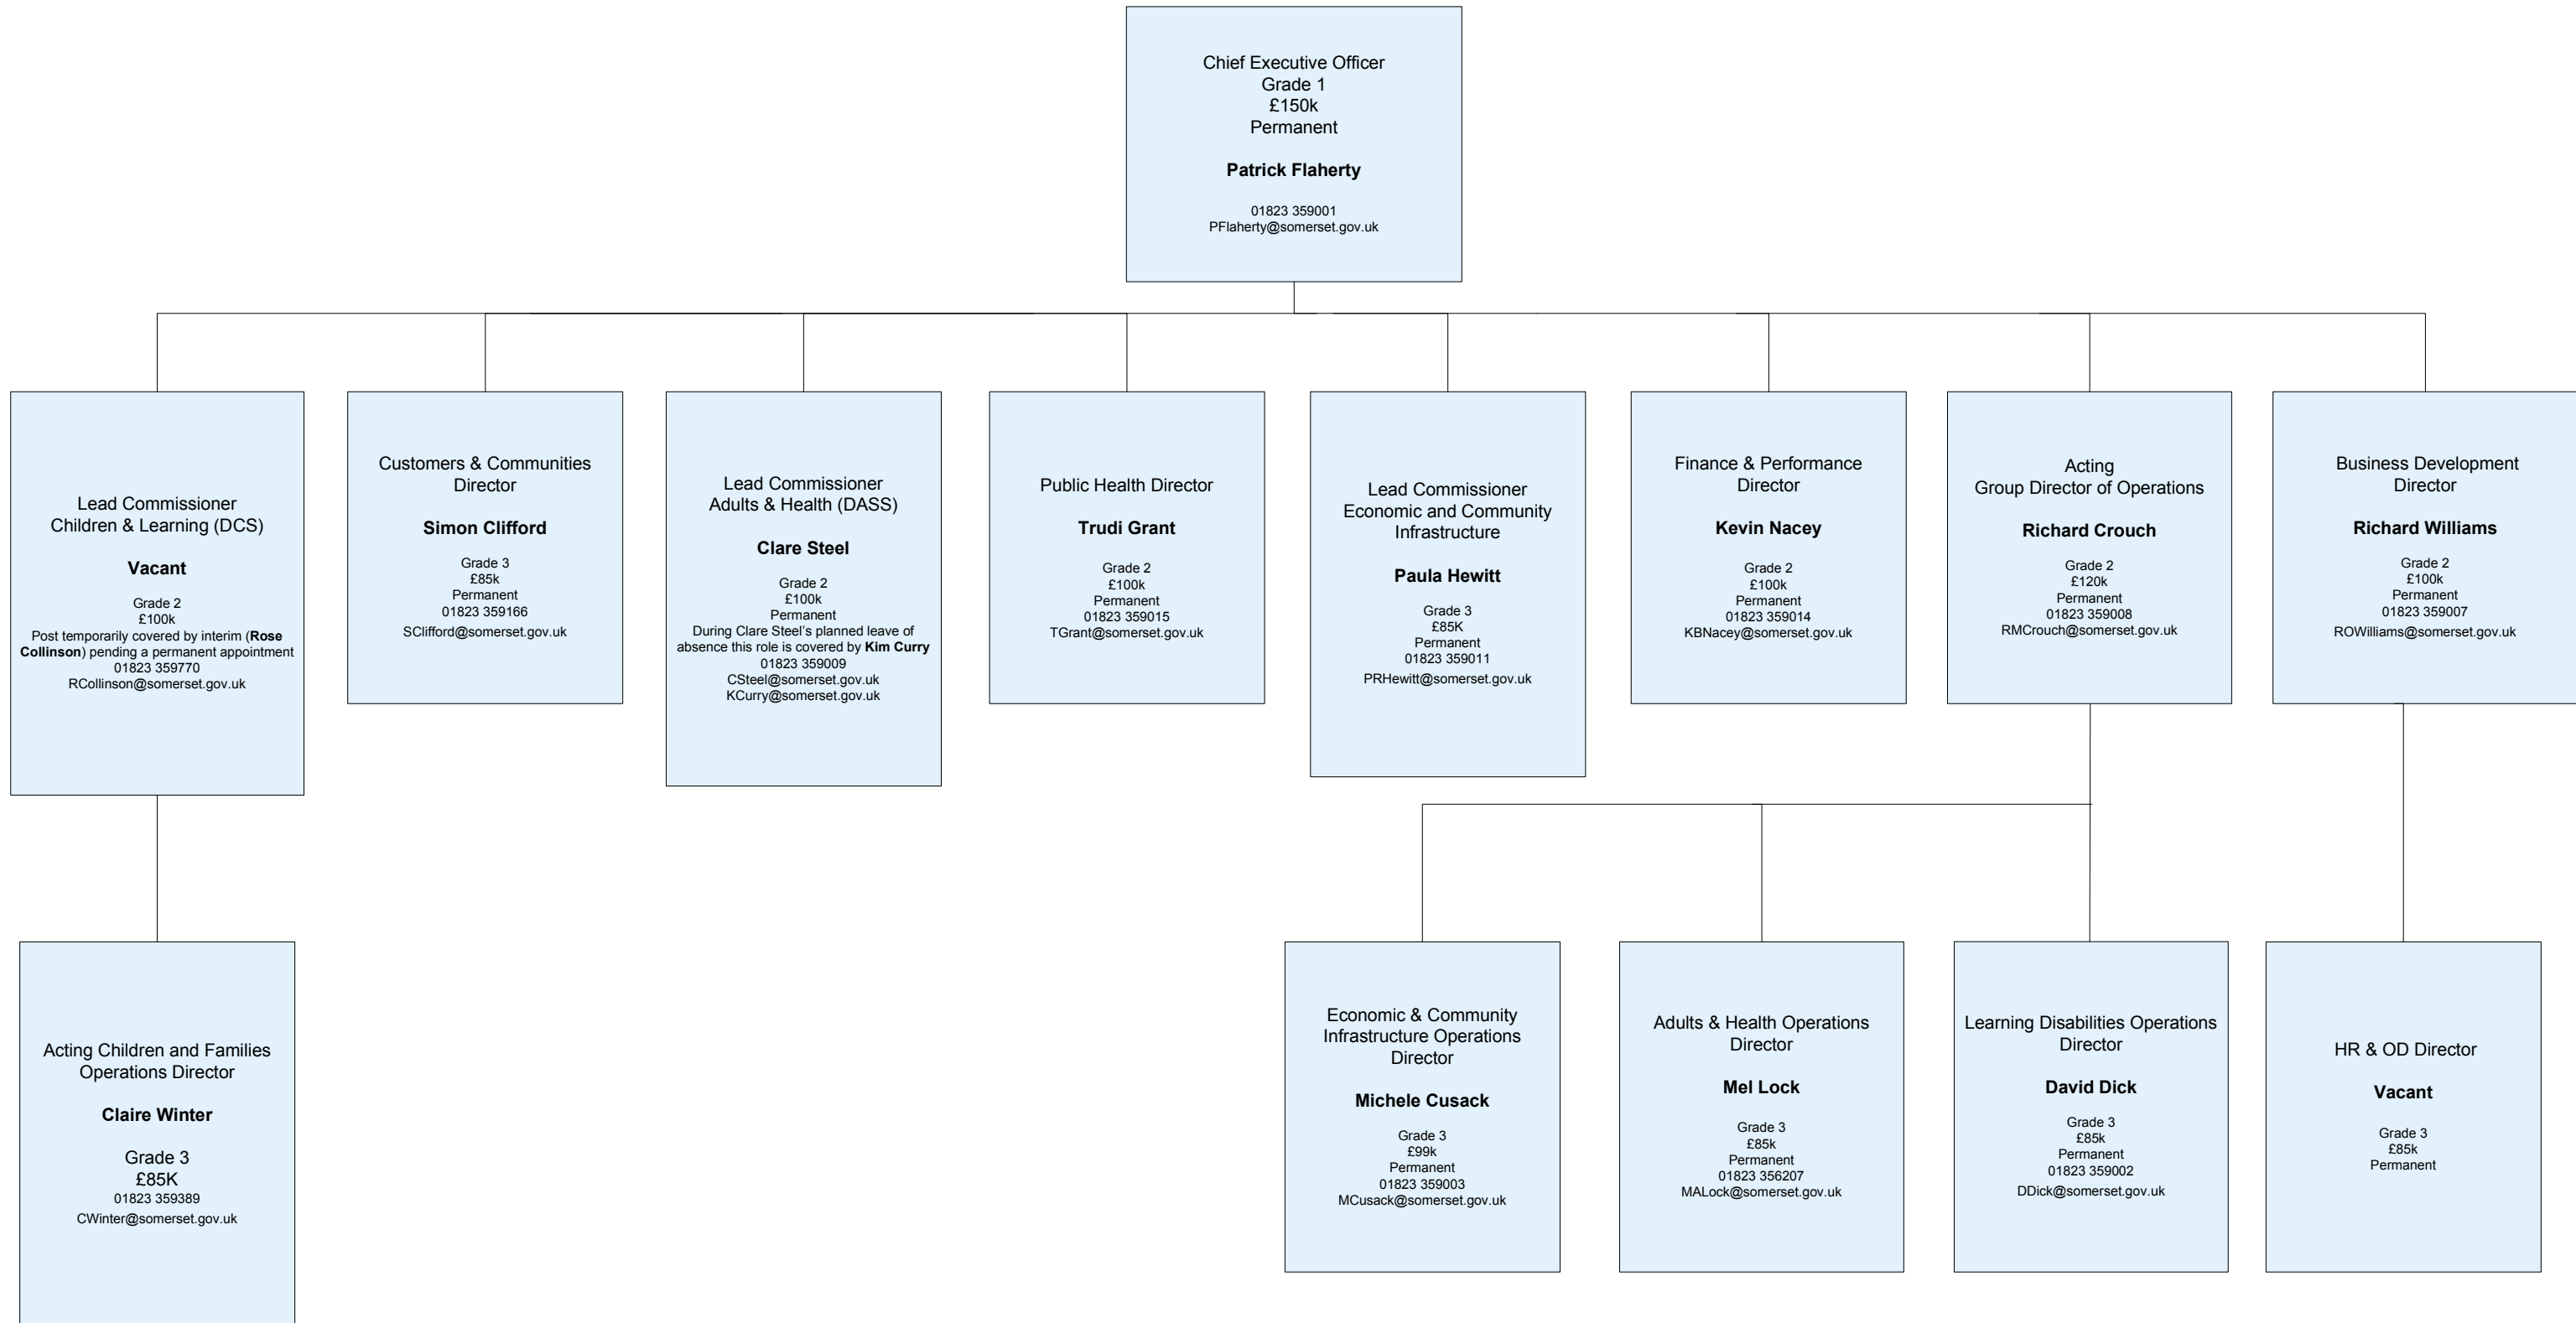 Chief Executive Officer
Grade 1
£150k
Permanent
Patrick Flaherty
01823 359001
PFlaherty@somerset.gov.uk
Lead Commissioner
Children & Learning (DCS)
Vacant
Grade 2
£100k
Post temporarily covered by interim (Rose
Collinson) pending a permanent appointment
01823 359770
RCollinson@somerset.gov.uk
Customers & Communities
Director
Simon Clifford
Grade 3
£85k
Permanent
01823 359166
SClifford@somerset.gov.uk
Lead Commissioner
Adults & Health (DASS)
Clare Steel
Grade 2
£100k
Permanent
During Clare Steel's planned leave of
absence this role is covered by Kim Curry
01823 359009
CSteel@somerset.gov.uk
KCurry@somerset.gov.uk
Public Health Director
Trudi Grant
Grade 2
£100k
Permanent
01823 359015
TGrant@somerset.gov.uk
Lead Commissioner
Economic and Community
Infrastructure
Paula Hewitt
Grade 3
£85K
Permanent
01823 359011
PRHewitt@somerset.gov.uk
Finance & Performance
Director
Kevin Nacey
Grade 2
£100k
Permanent
01823 359014
KBNacey@somerset.gov.uk
Acting
Group Director of Operations
Richard Crouch
Grade 2
£120k
Permanent
01823 359008
RMCrouch@somerset.gov.uk
Business Development
Director
Richard Williams
Grade 2
£100k
Permanent
01823 359007
ROWilliams@somerset.gov.uk
Acting Children and Families
Operations Director
Claire Winter
Grade 3
£85K
01823 359389
CWinter@somerset.gov.uk
Economic & Community
Infrastructure Operations
Director
Michele Cusack
Grade 3
£99k
Permanent
01823 359003
MCusack@somerset.gov.uk
Adults & Health Operations
Director
Mel Lock
Grade 3
£85k
Permanent
01823 356207
MALock@somerset.gov.uk
Learning Disabilities Operations
Director
David Dick
Grade 3
£85k
Permanent
01823 359002
DDick@somerset.gov.uk
HR & OD Director
Vacant
Grade 3
£85k
Permanent